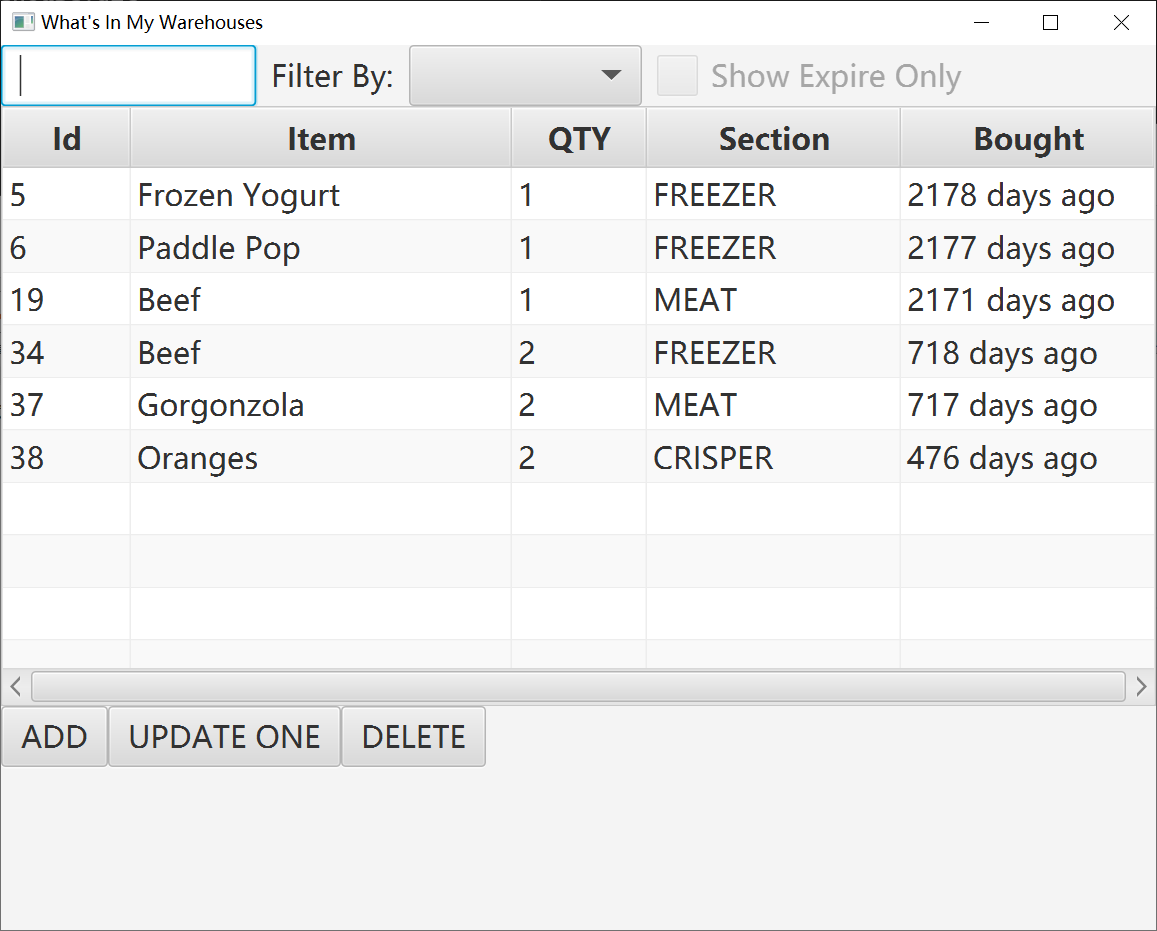 What's In My Warehouses
Filter By: Show Expire Only
Id Item QTY Section Bought
5 Frozen Yogurt 1 FREEZER 2178 days ago
6 Paddle Pop 1 FREEZER 2177 days ago
19 Beef 1 MEAT 2171 days ago
34 Beef 2 FREEZER 718 days ago
37 Gorgonzola 2 MEAT 717 days ago
38 Oranges 2 CRISPER 476 days ago
ADD UPDATE ONE DELETE